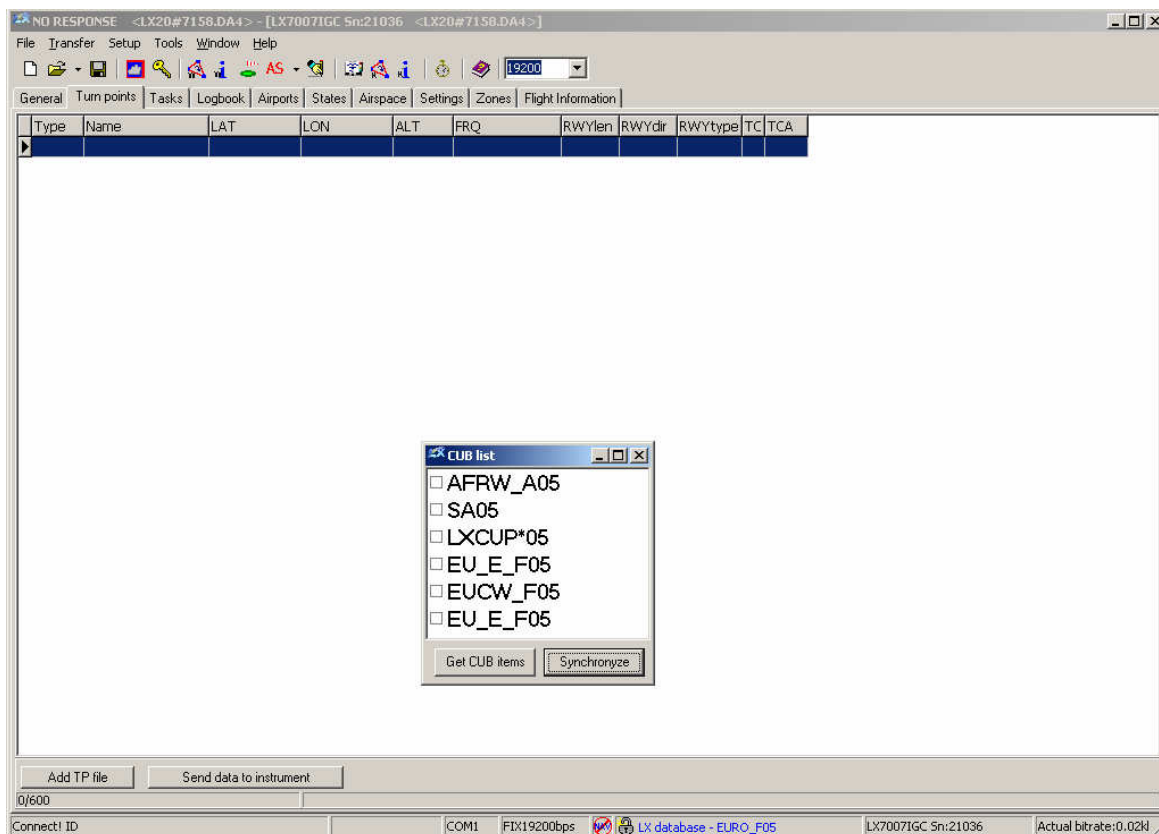 NO RESPONSE <LX20#7158.DA4> - [LX7007IGC Sn:21036 <LX20#7158.DA4>]
File Transfer Setup Tools Window Help
AS 19200
General Turn points Tasks Logbook Airports States Airspace Settings Zones Flight Information
Type Name LAT LON ALT FRQ RWYlen RWYdir RWYtype TC TCA
CUB list
AFRW_A05
SA05
LXCUP*05
EU_E_F05
EUCW_F05
EU_E_F05
Get CUB items Synchronyze
Add TP file Send data to instrument
0/600
Connect! ID COM1 FIX19200bps LX database - EURO_F05 LX7007IGC Sn:21036 Actual bitrate:0.02kl